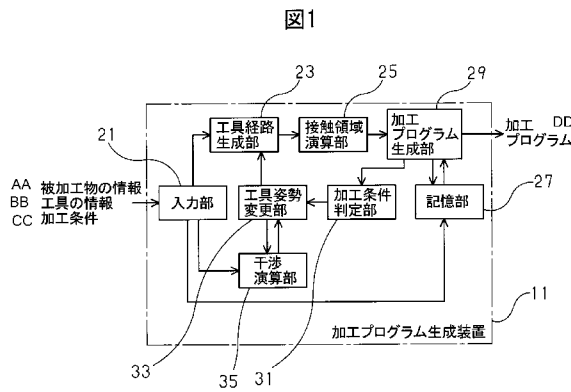 図1
23
25
29
21
工具経路
生成部
接触領域
演算部
加工
プログラム
生成部
加工 DD
プログラム
AA 被加工物の情報
BB 工具の情報
CC 加工条件
入力部
工具姿勢
変更部
加工条件
判定部
記憶部
27
干渉
演算部
11
加工プログラム生成装置
33
35
31